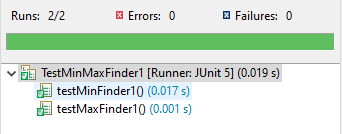 Runs: 2/2 Errors: 0 Failures: 0
TestMinMaxFinder1 [Runner: JUnit 5] (0.019 s)
testMinFinder1() (0.017 s)
testMaxFinder1() (0.001 s)